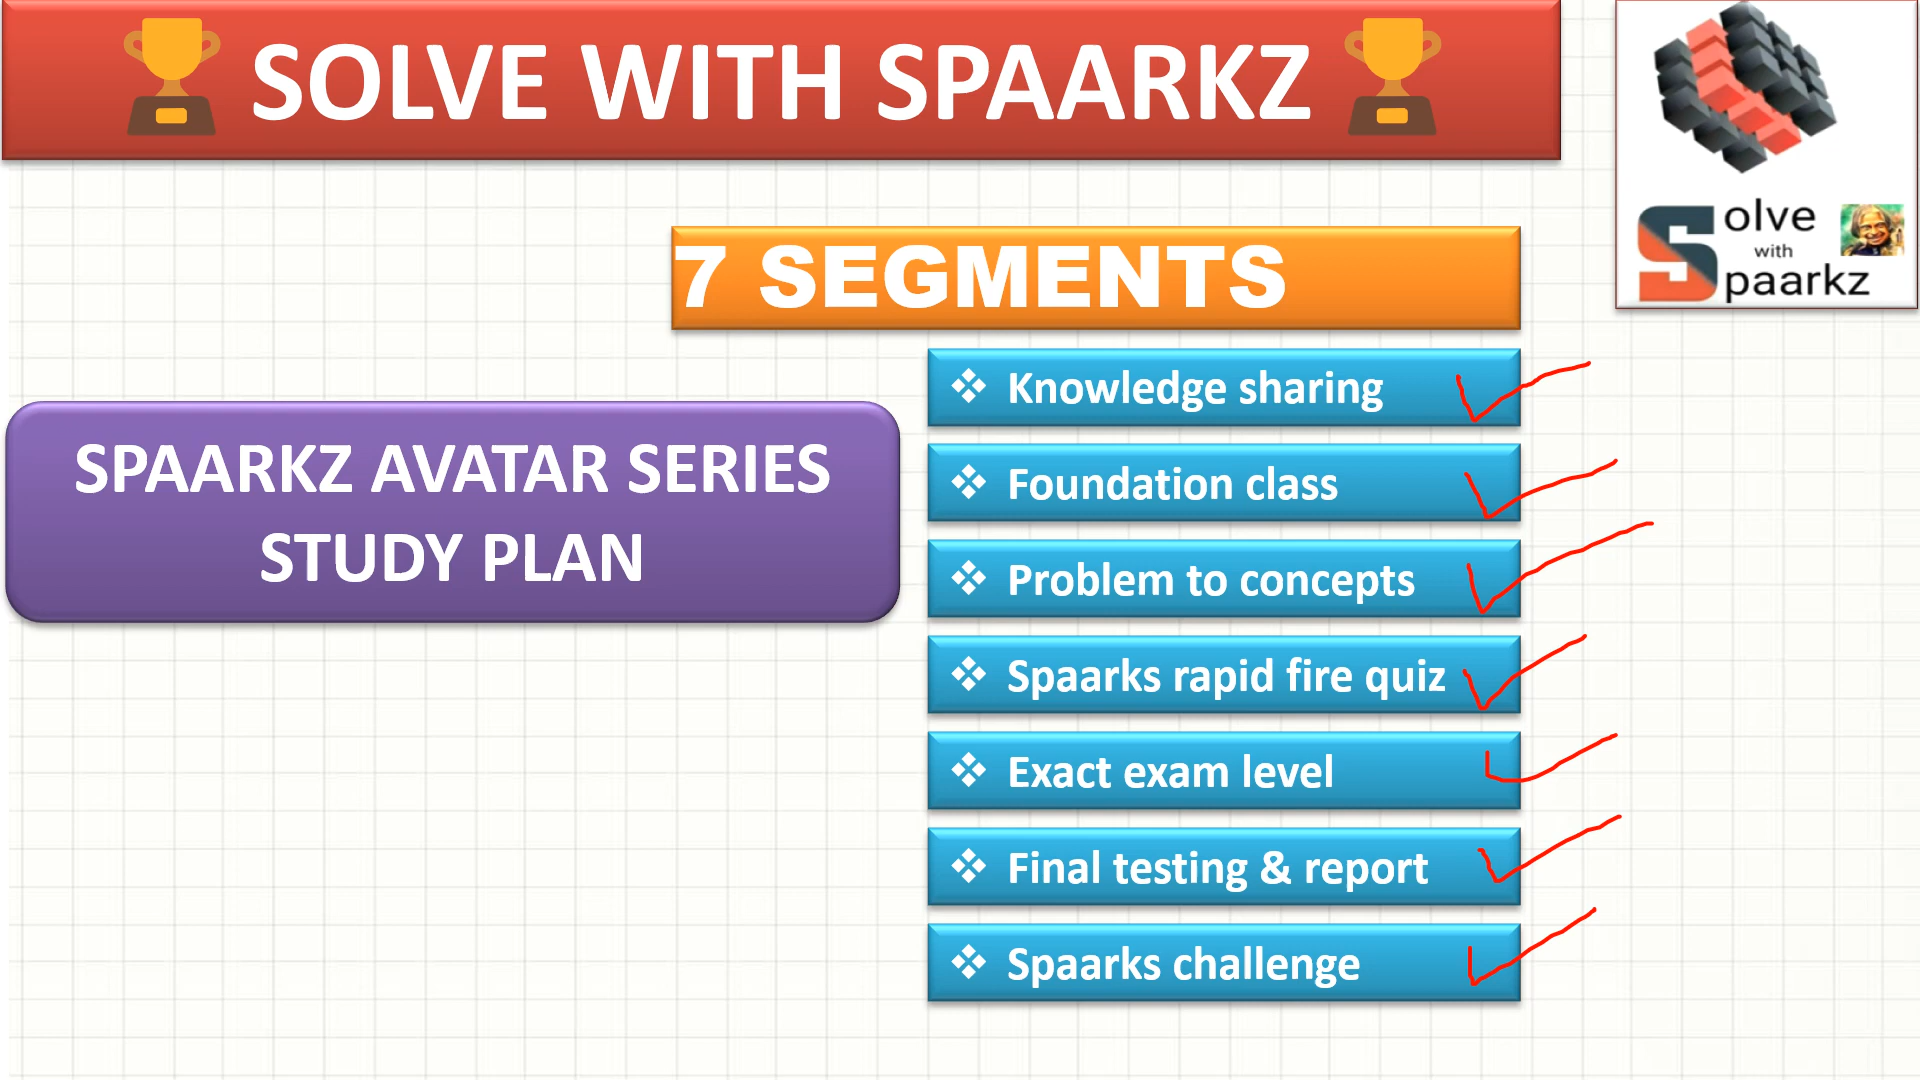 SOLVE WITH SPAARKZ
Solve
with
Spaarkz
7 SEGMENTS
SPAARKZ AVATAR SERIES
STUDY PLAN
❖ Knowledge sharing
❖ Foundation class
❖ Problem to concepts
❖ Spaarks rapid fire quiz
❖ Exact exam level
❖ Final testing & report
❖ Spaarks challenge